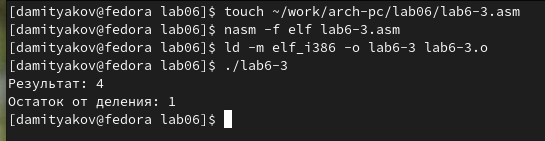 [damityakov@fedora lab06]$ touch ~/work/arch-pc/lab06/lab6-3.asm
[damityakov@fedora lab06]$ nasm -f elf lab6-3.asm
[damityakov@fedora lab06]$ ld -m elf_i386 -o lab6-3 lab6-3.o
[damityakov@fedora lab06]$ ./lab6-3
Результат: 4
Остаток от деления: 1
[damityakov@fedora lab06]$